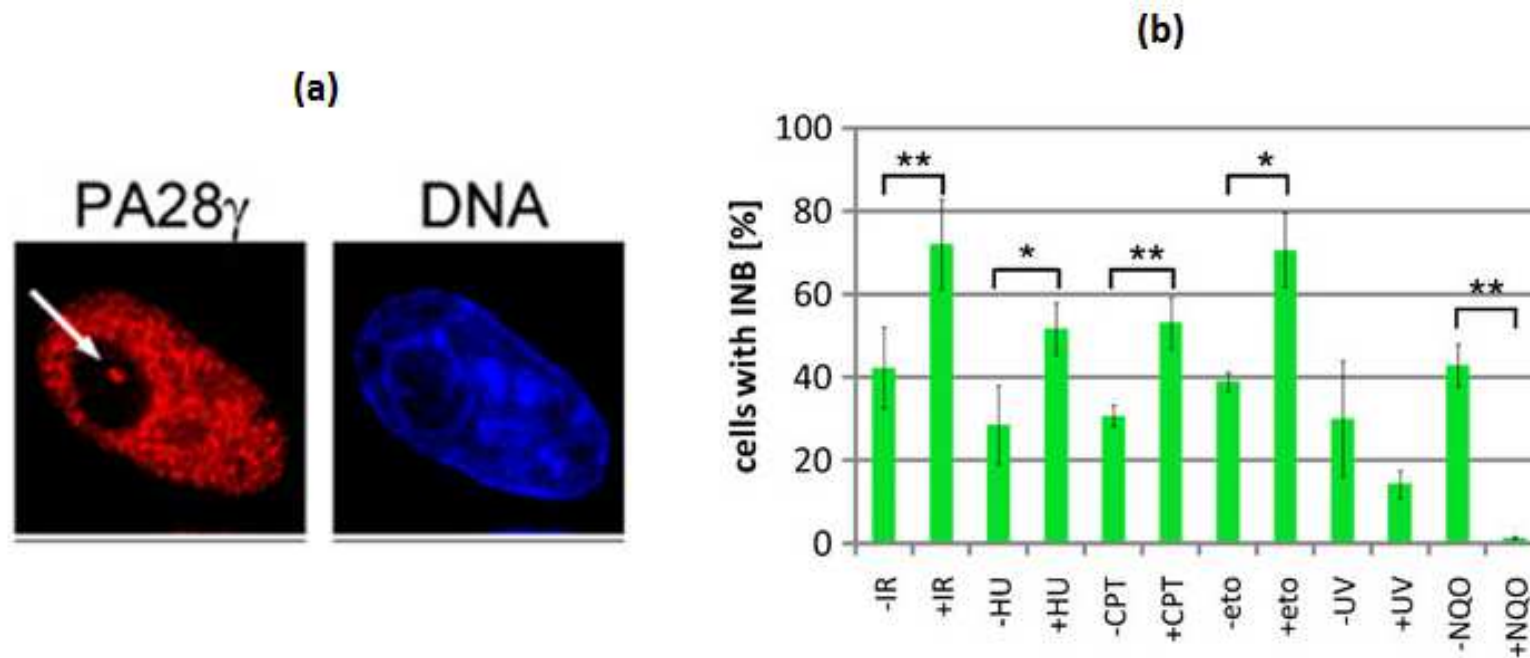 (a)
PA28γ
DNA
(b)
cells with INB [%]
100
80
60
40
20
0
**
*
**
*
**
-IR
+IR
-HU
+HU
-CPT
+CPT
-eto
+eto
-UV
+UV
-NQO
+NQO